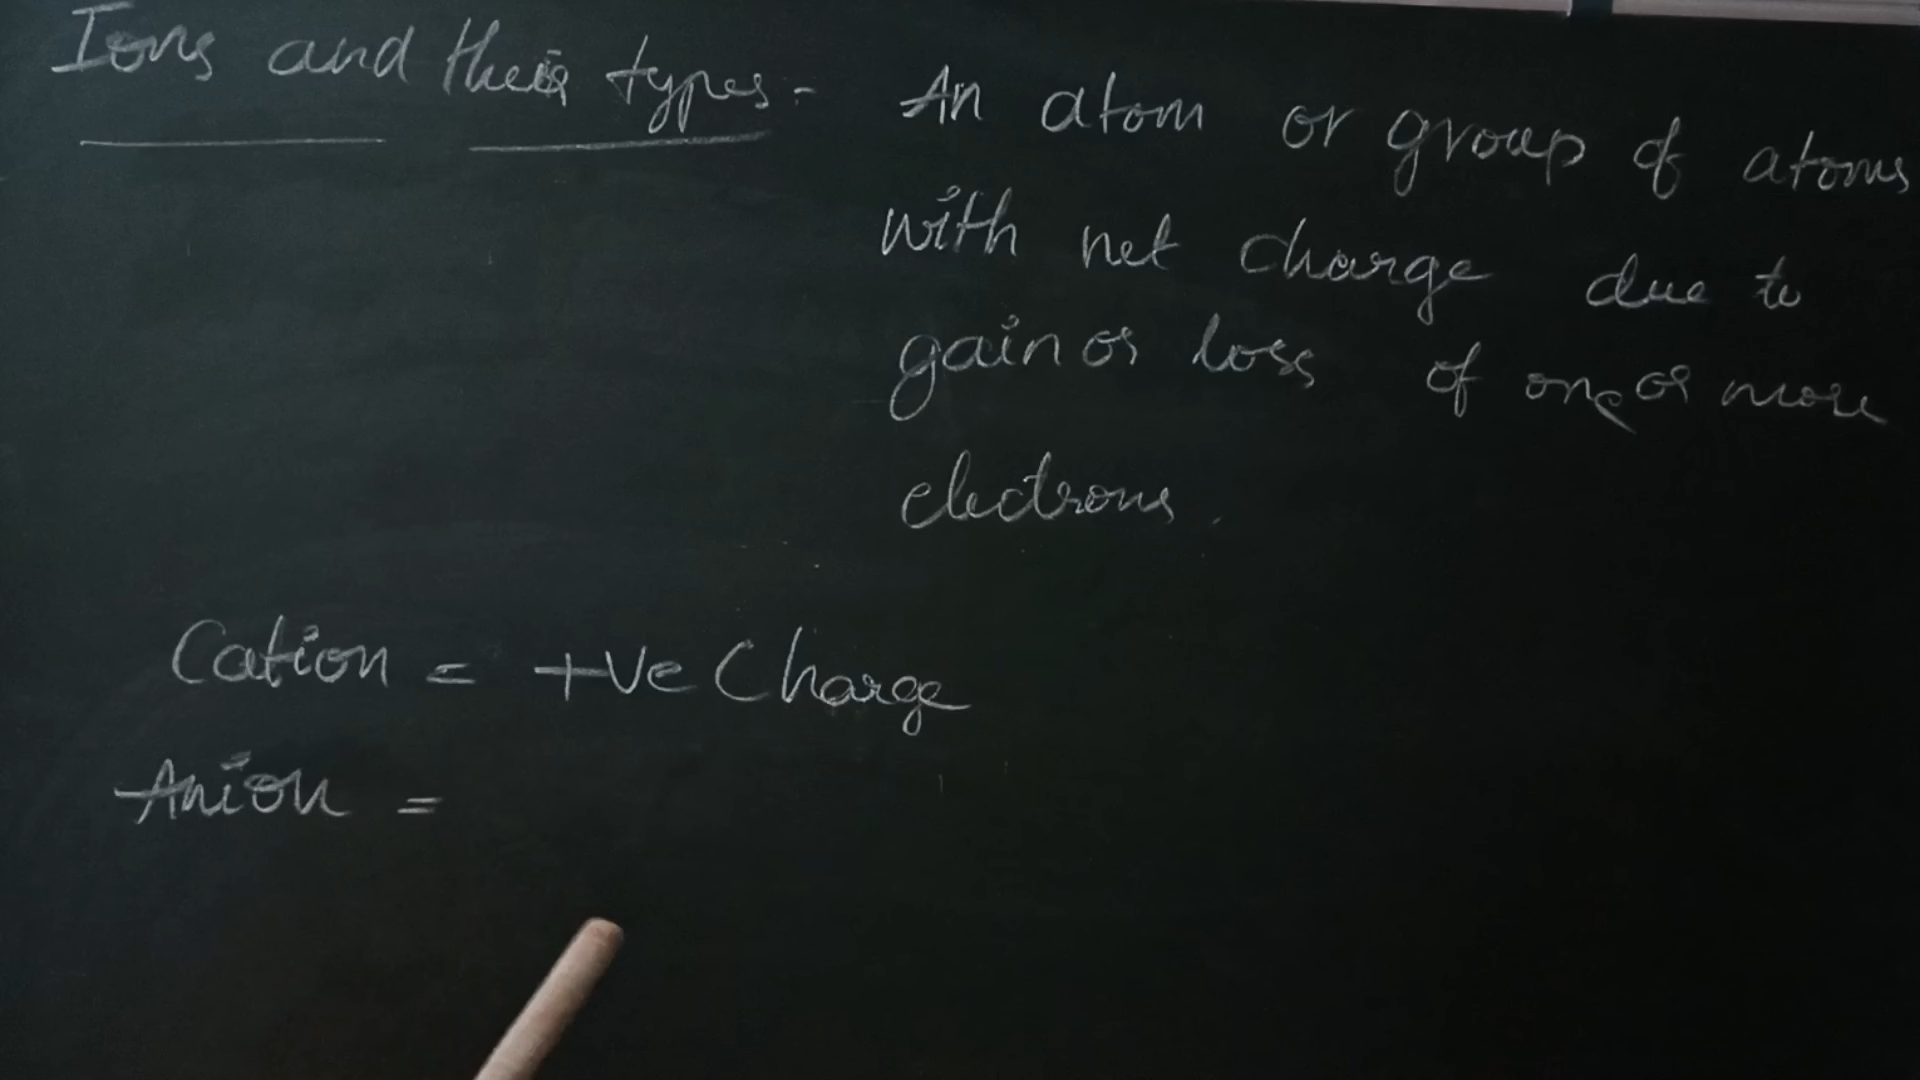 Ions and their types - An atom or group of atoms
with net charge due to
gain or loss of one or more
electrons.
Cation = +ve Charge
Anion =